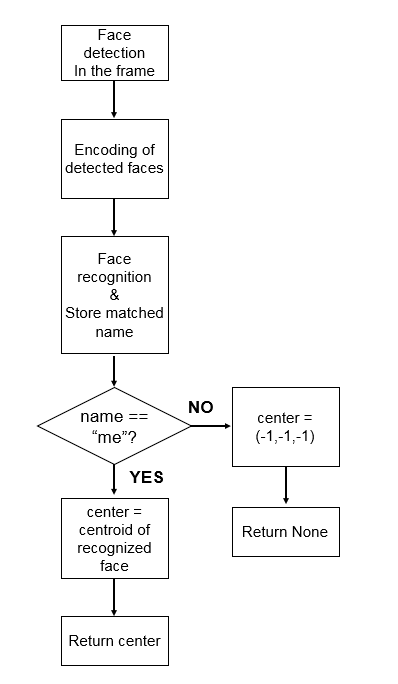 Face
detection
In the frame
Encoding of
detected faces
Face
recognition
&
Store matched
name
name ==
“me”?
NO
center =
(-1,-1,-1)
YES
center =
centroid of
recognized
face
Return None
Return center